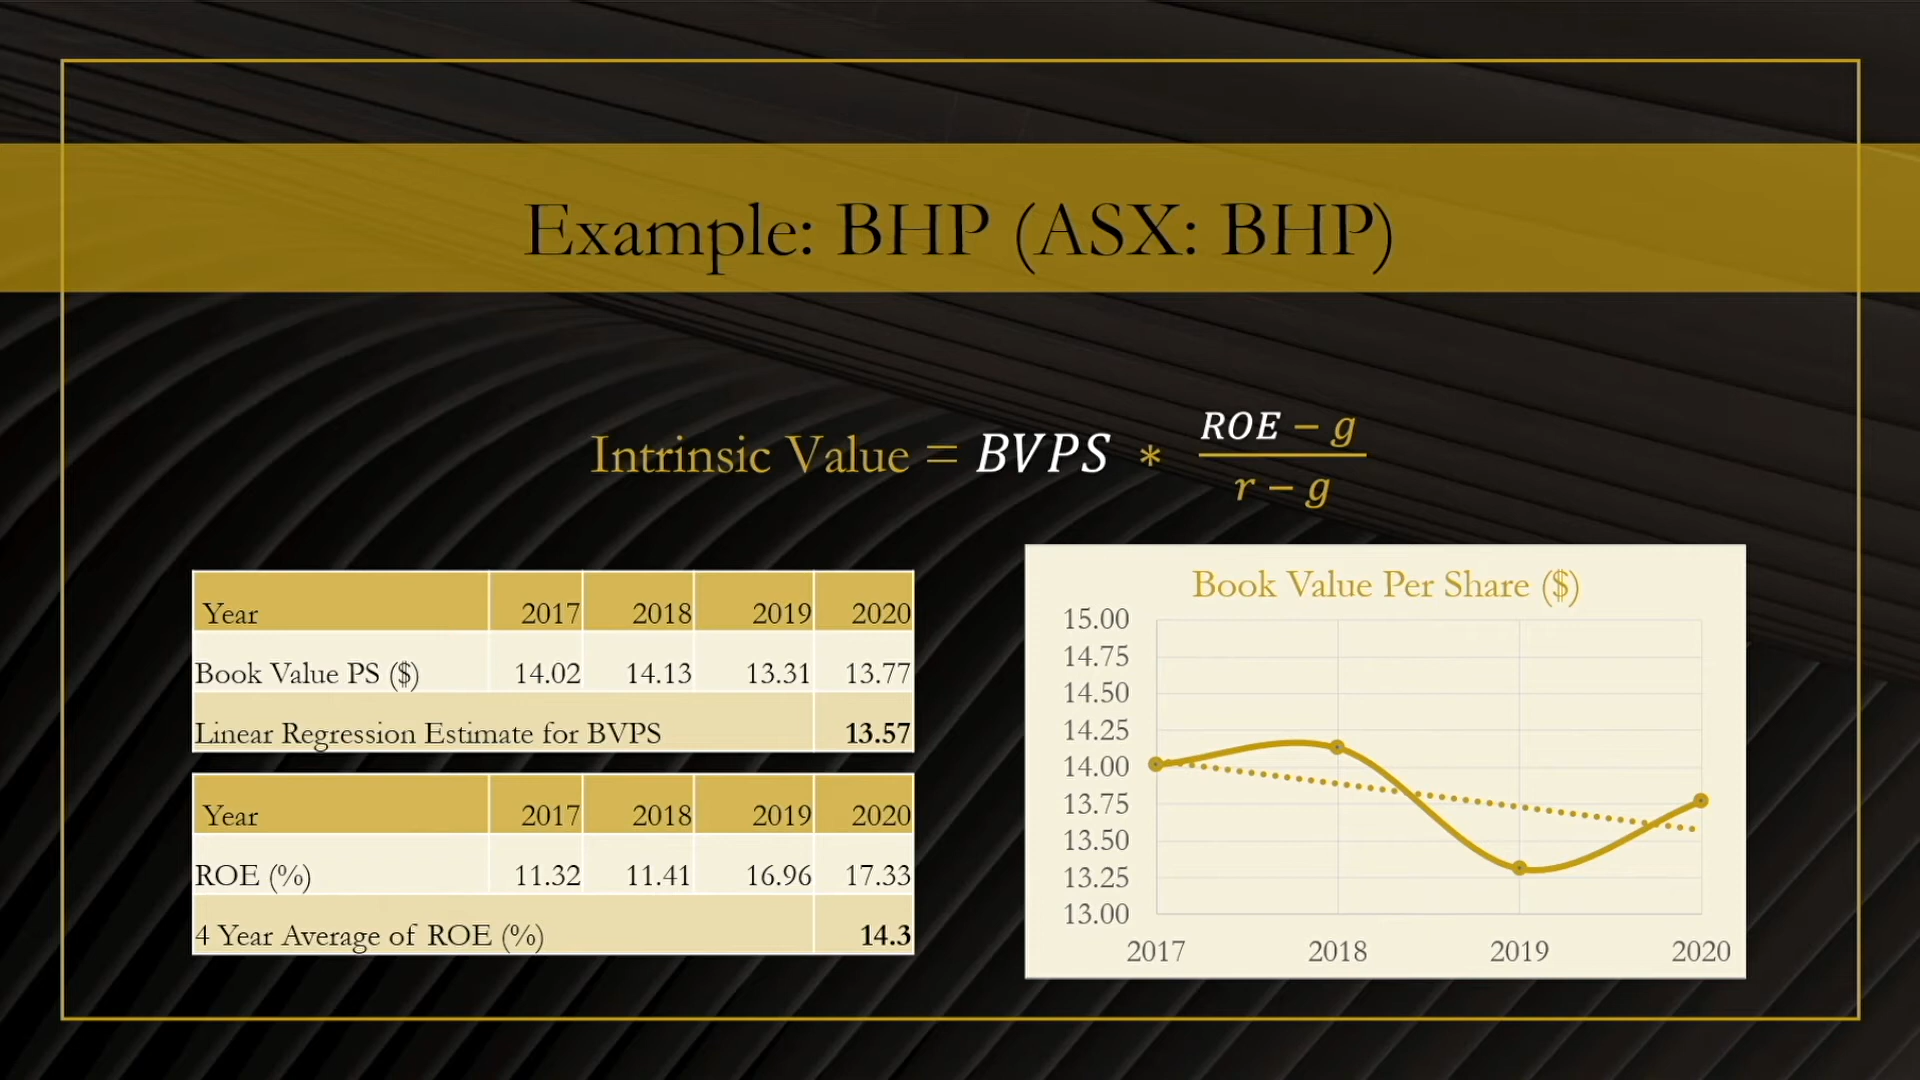 Example: BHP (ASX: BHP)
Intrinsic Value = BVPS * (ROE − g) / (r − g)
Year 2017 2018 2019 2020
Book Value PS ($) 14.02 14.13 13.31 13.77
Linear Regression Estimate for BVPS 13.57
Year 2017 2018 2019 2020
ROE (%) 11.32 11.41 16.96 17.33
4 Year Average of ROE (%) 14.3
Book Value Per Share ($)
15.00
14.75
14.50
14.25
14.00
13.75
13.50
13.25
13.00
2017 2018 2019 2020